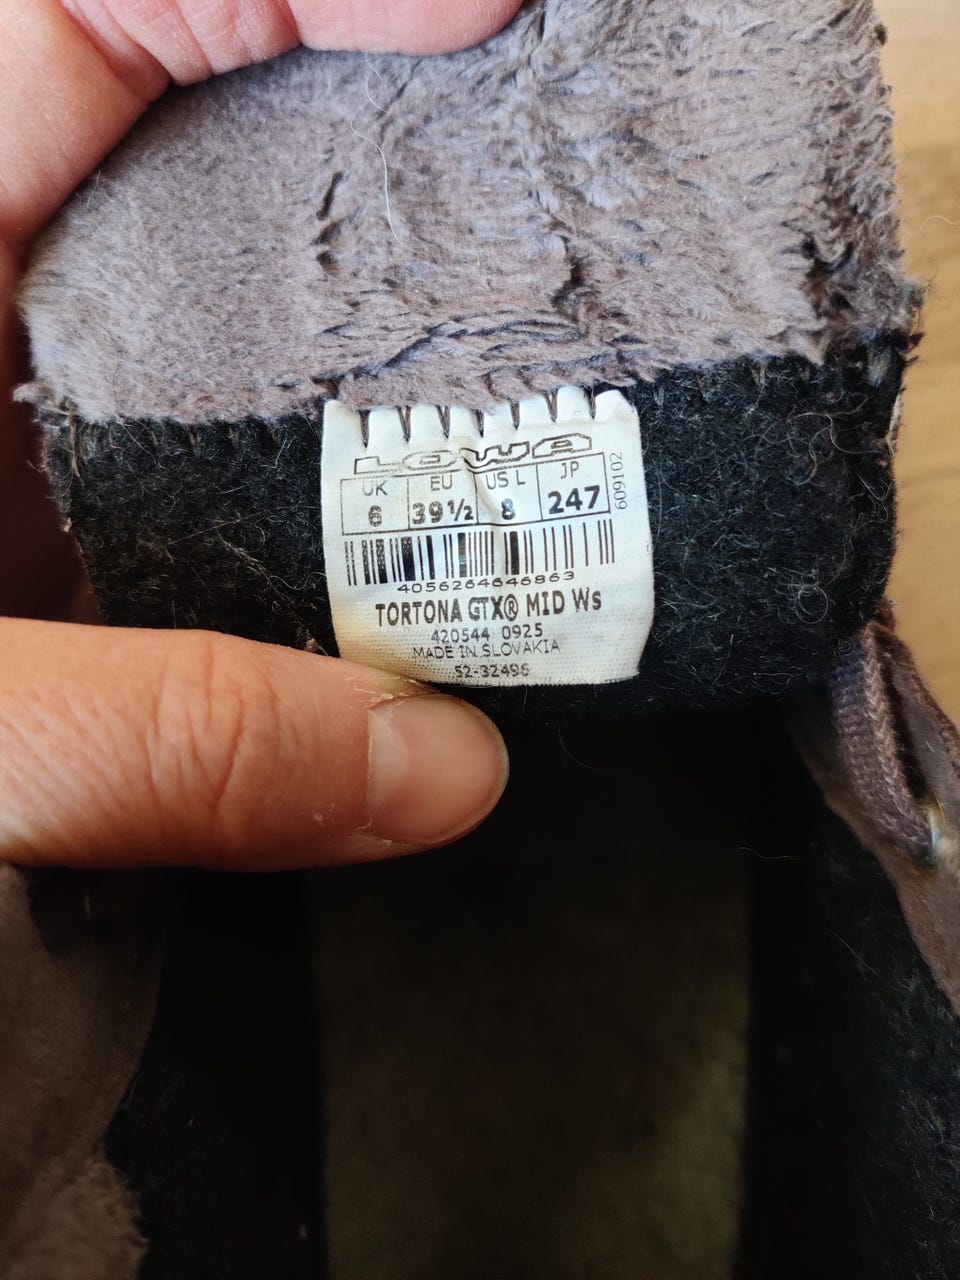 LOWA
UK EU US L JP
6 39½ 8 247
609102
4056264646863
TORTONA GTX® MID Ws
420544 0925
MADE IN SLOVAKIA
52-32496